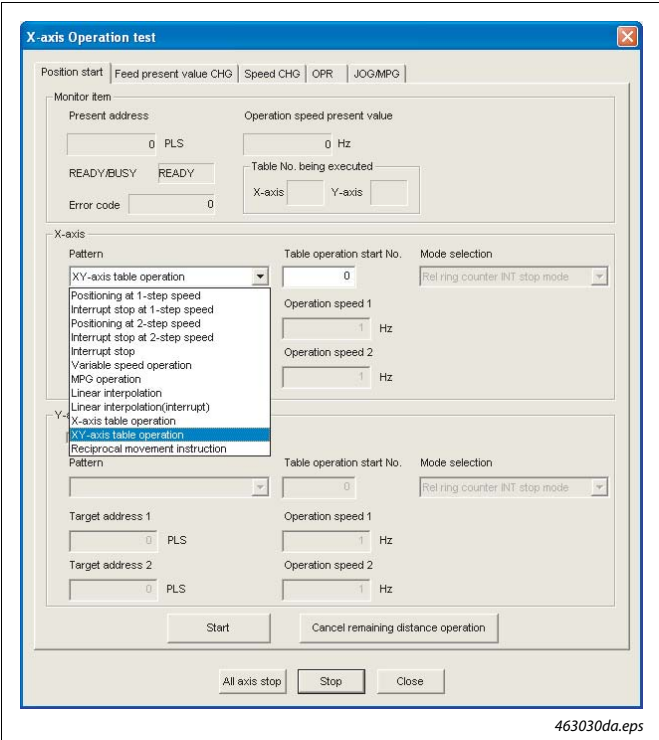 X-axis Operation test
Position start Feed present value CHG Speed CHG OPR JOG/MPG
Monitor item
Present address Operation speed present value
0 PLS 0 Hz
READY/BUSY READY Table No. being executed
X-axis Y-axis
Error code 0
X-axis
Pattern Table operation start No. Mode selection
XY-axis table operation 0 Rel ring counter INT stop mode
Positioning at 1-step speed
Interrupt stop at 1-step speed Operation speed 1
Positioning at 2-step speed
Interrupt stop at 2-step speed 1 Hz
Interrupt stop Operation speed 2
Variable speed operation
MPG operation 1 Hz
Linear interpolation
Linear interpolation(interrupt)
X-axis table operation
XY-axis table operation
Reciprocal movement instruction
Pattern Table operation start No. Mode selection
0 Rel ring counter INT stop mode
Target address 1 Operation speed 1
0 PLS 1 Hz
Target address 2 Operation speed 2
0 PLS 1 Hz
Start Cancel remaining distance operation
All axis stop Stop Close
463030da.eps